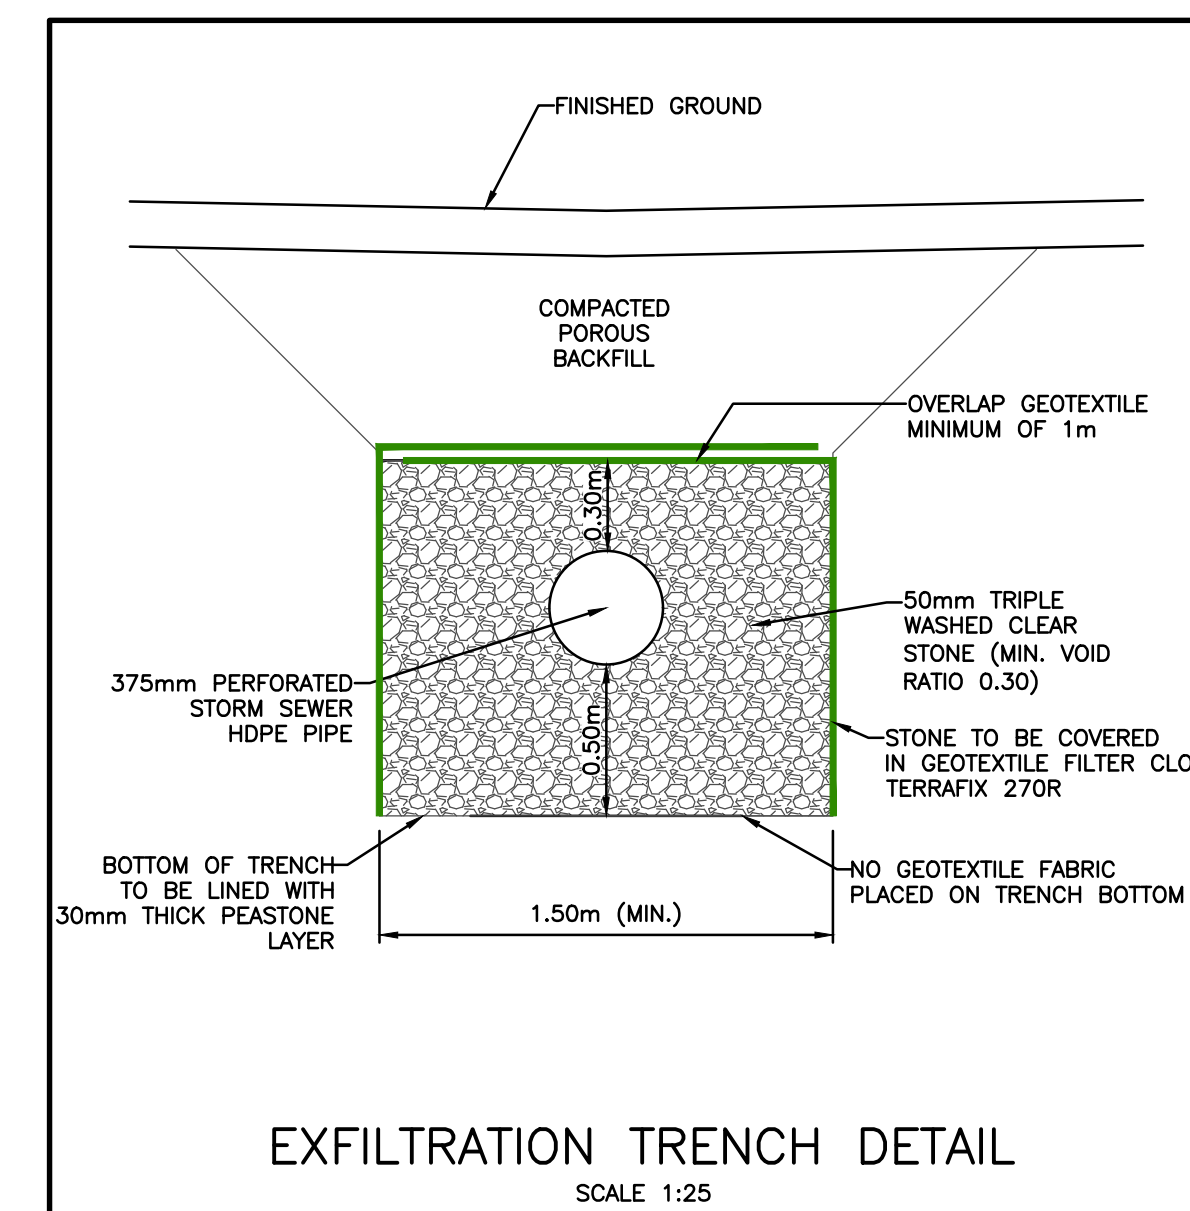 FINISHED GROUND
COMPACTED
POROUS
BACKFILL
OVERLAP GEOTEXTILE
MINIMUM OF 1m
0.30m
50mm TRIPLE
WASHED CLEAR
STONE (MIN. VOID
RATIO 0.30)
375mm PERFORATED
STORM SEWER
HDPE PIPE
0.50m
STONE TO BE COVERED
IN GEOTEXTILE FILTER CLO
TERRAFIX 270R
BOTTOM OF TRENCH
TO BE LINED WITH
30mm THICK PEASTONE
LAYER
NO GEOTEXTILE FABRIC
PLACED ON TRENCH BOTTOM
1.50m (MIN.)
EXFILTRATION TRENCH DETAIL
SCALE 1:25